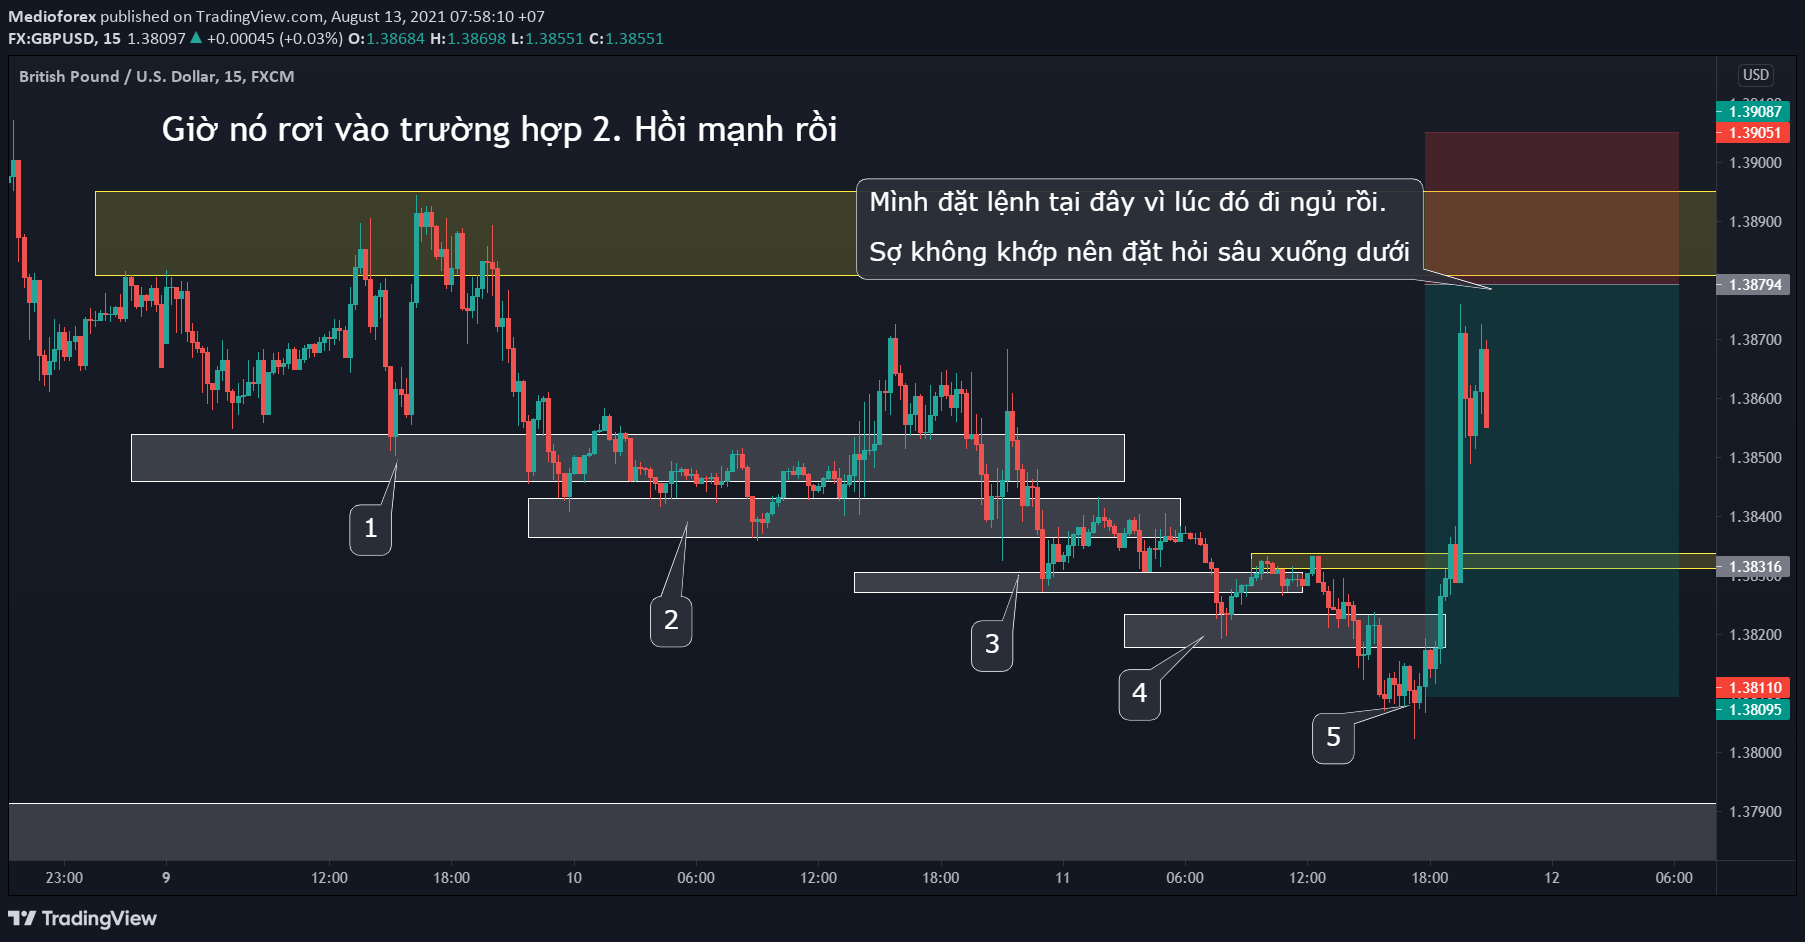 Medioforex published on TradingView.com, August 13, 2021 07:58:10 +07
FX:GBPUSD, 15 1.38097 ▲ +0.00045 (+0.03%) O:1.38684 H:1.38698 L:1.38551 C:1.38551
British Pound / U.S. Dollar, 15, FXCM
USD
Giờ nó rơi vào trường hợp 2. Hồi mạnh rồi
Mình đặt lệnh tại đây vì lúc đó đi ngủ rồi.
Sợ không khớp nên đặt hỏi sâu xuống dưới
1
2
3
4
5
1.39087
1.39051
1.39000
1.38900
1.38794
1.38700
1.38600
1.38500
1.38400
1.38316
1.38300
1.38200
1.38110
1.38095
1.38000
1.37900
23:00 9 12:00 18:00 10 06:00 12:00 18:00 11 06:00 12:00 18:00 12 06:00
TradingView